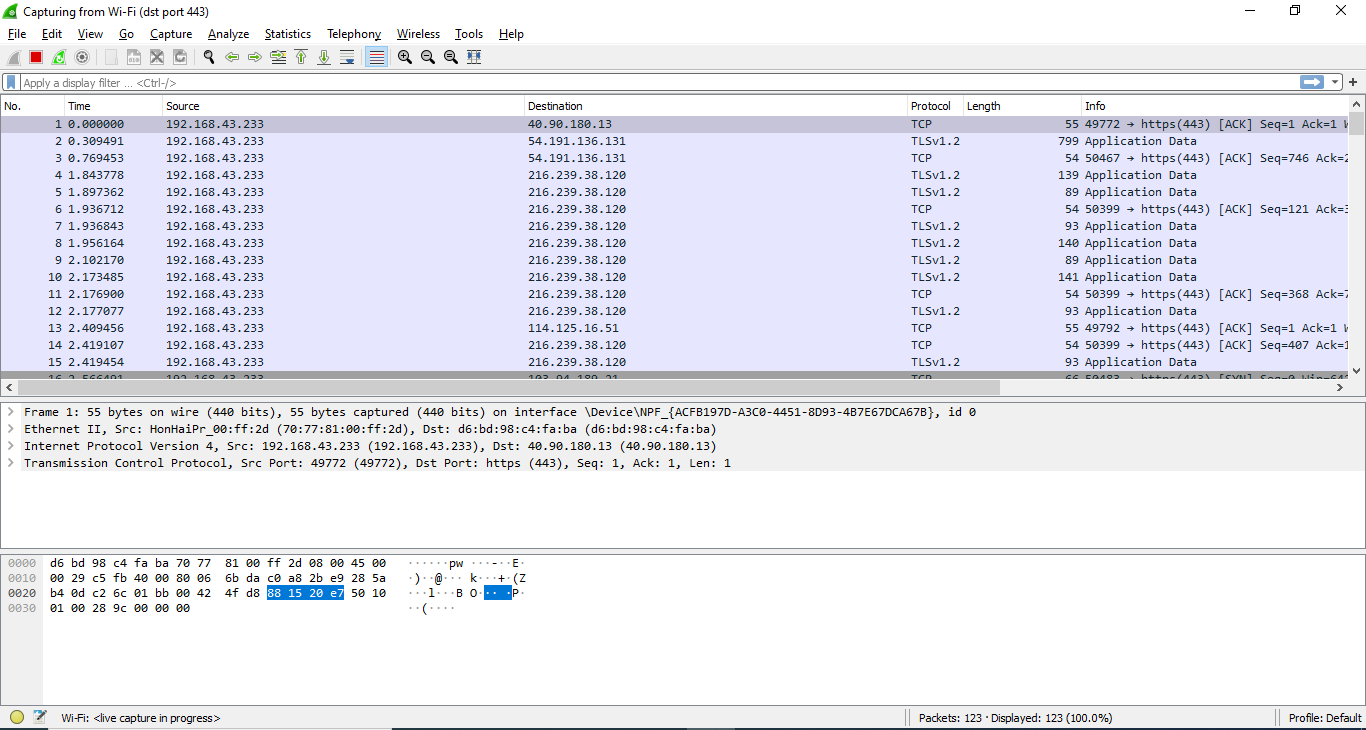 Capturing from Wi-Fi (dst port 443)
File Edit View Go Capture Analyze Statistics Telephony Wireless Tools Help
Apply a display filter ... <Ctrl-/>
No. Time Source Destination Protocol Length Info
1 0.000000 192.168.43.233 40.90.180.13 TCP 55 49772 → https(443) [ACK] Seq=1 Ack=1
2 0.309491 192.168.43.233 54.191.136.131 TLSv1.2 799 Application Data
3 0.769453 192.168.43.233 54.191.136.131 TCP 54 50467 → https(443) [ACK] Seq=746 Ack=2
4 1.843778 192.168.43.233 216.239.38.120 TLSv1.2 139 Application Data
5 1.897362 192.168.43.233 216.239.38.120 TLSv1.2 89 Application Data
6 1.936712 192.168.43.233 216.239.38.120 TCP 54 50399 → https(443) [ACK] Seq=121 Ack=3
7 1.936843 192.168.43.233 216.239.38.120 TLSv1.2 93 Application Data
8 1.956164 192.168.43.233 216.239.38.120 TLSv1.2 140 Application Data
9 2.102170 192.168.43.233 216.239.38.120 TLSv1.2 89 Application Data
10 2.173485 192.168.43.233 216.239.38.120 TLSv1.2 141 Application Data
11 2.176900 192.168.43.233 216.239.38.120 TCP 54 50399 → https(443) [ACK] Seq=368 Ack=7
12 2.177077 192.168.43.233 216.239.38.120 TLSv1.2 93 Application Data
13 2.409456 192.168.43.233 114.125.16.51 TCP 55 49792 → https(443) [ACK] Seq=1 Ack=1
14 2.419107 192.168.43.233 216.239.38.120 TCP 54 50399 → https(443) [ACK] Seq=407 Ack=1
15 2.419454 192.168.43.233 216.239.38.120 TLSv1.2 93 Application Data
16 2.566491 192.168.43.233 103.94.189.21 TCP 66 50483 → https(443) [SYN] Seq=0
Frame 1: 55 bytes on wire (440 bits), 55 bytes captured (440 bits) on interface \Device\NPF_{ACFB197D-A3C0-4451-8D93-4B7E67DCA67B}, id 0
Ethernet II, Src: HonHaiPr_00:ff:2d (70:77:81:00:ff:2d), Dst: d6:bd:98:c4:fa:ba (d6:bd:98:c4:fa:ba)
Internet Protocol Version 4, Src: 192.168.43.233 (192.168.43.233), Dst: 40.90.180.13 (40.90.180.13)
Transmission Control Protocol, Src Port: 49772 (49772), Dst Port: https (443), Seq: 1, Ack: 1, Len: 1
0000 d6 bd 98 c4 fa ba 70 77 81 00 ff 2d 08 00 45 00 ······pw ···-··E·
0010 00 29 c5 fb 40 00 80 06 6b da c0 a8 2b e9 28 5a ·)··@··· k···+·(Z
0020 b4 0d c2 6c 01 bb 00 42 4f d8 88 15 20 e7 50 10 ···l···B O··· ·P·
0030 01 00 28 9c 00 00 00 ··(····
Wi-Fi: <live capture in progress> Packets: 123 · Displayed: 123 (100.0%) Profile: Default